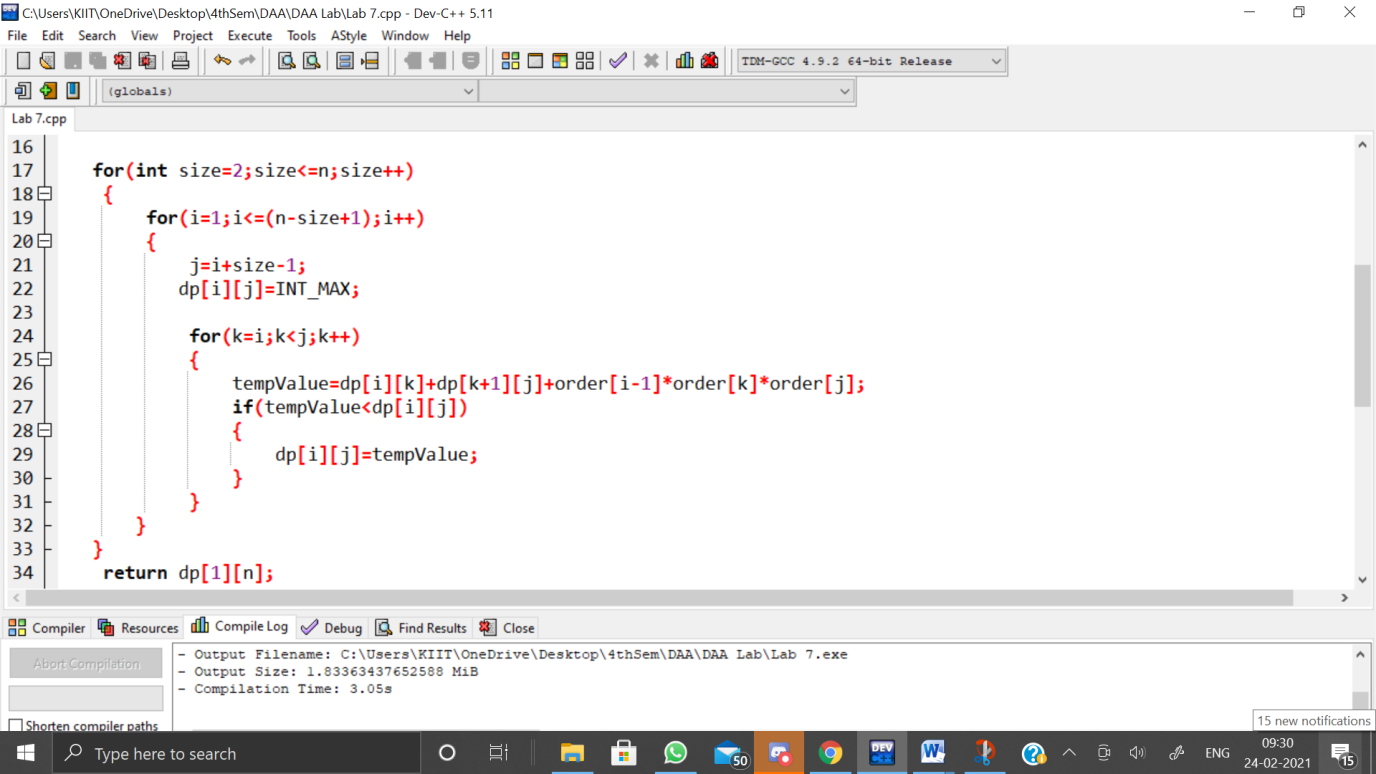 C:\Users\KIIT\OneDrive\Desktop\4thSem\DAA\DAA Lab\Lab 7.cpp - Dev-C++ 5.11
File Edit Search View Project Execute Tools AStyle Window Help
TDM-GCC 4.9.2 64-bit Release
(globals)
Lab 7.cpp
16
17 for(int size=2;size<=n;size++)
18 {
19 for(i=1;i<=(n-size+1);i++)
20 {
21 j=i+size-1;
22 dp[i][j]=INT_MAX;
23
24 for(k=i;k<j;k++)
25 {
26 tempValue=dp[i][k]+dp[k+1][j]+order[i-1]*order[k]*order[j];
27 if(tempValue<dp[i][j])
28 {
29 dp[i][j]=tempValue;
30 }
31 }
32 }
33 }
34 return dp[1][n];
Compiler Resources Compile Log Debug Find Results Close
Abort Compilation
- Output Filename: C:\Users\KIIT\OneDrive\Desktop\4thSem\DAA\DAA Lab\Lab 7.exe
- Output Size: 1.83363437652588 MiB
- Compilation Time: 3.05s
Shorten compiler paths
15 new notifications
Type here to search
50
DEV
ENG
09:30
24-02-2021
15